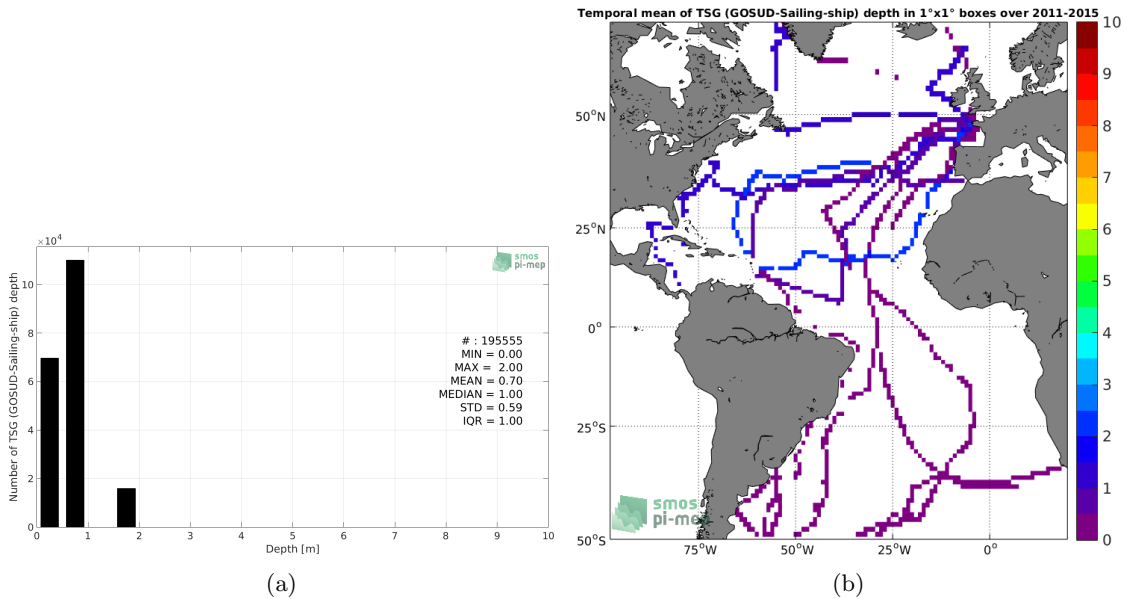 Temporal mean of TSG (GOSUD-Sailing-ship) depth in 1°x1° boxes over 2011-2015
×10⁴
10
8
6
4
2
0
Number of TSG (GOSUD-Sailing-ship) depth
smos
pi-mep
# : 195555
MIN = 0.00
MAX = 2.00
MEAN = 0.70
MEDIAN = 1.00
STD = 0.59
IQR = 1.00
0 1 2 3 4 5 6 7 8 9 10
Depth [m]
(a)
50°N
25°N
0°
25°S
50°S
75°W 50°W 25°W 0°
smos
pi-mep
10
9
8
7
6
5
4
3
2
1
0
(b)